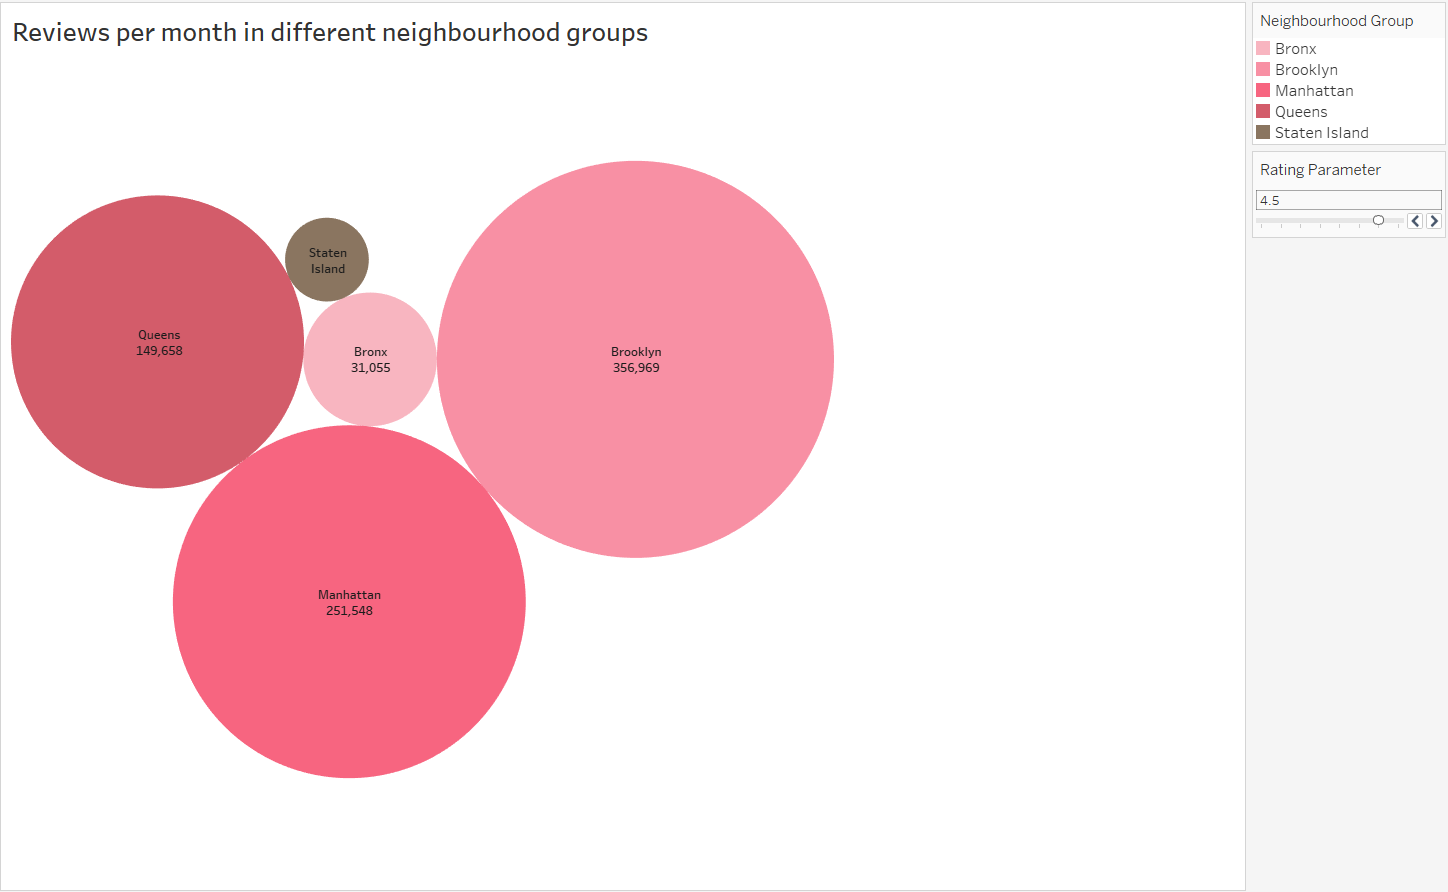 Reviews per month in different neighbourhood groups
Staten
Island
Queens
149,658
Bronx
31,055
Brooklyn
356,969
Manhattan
251,548
Neighbourhood Group
Bronx
Brooklyn
Manhattan
Queens
Staten Island
Rating Parameter
4.5